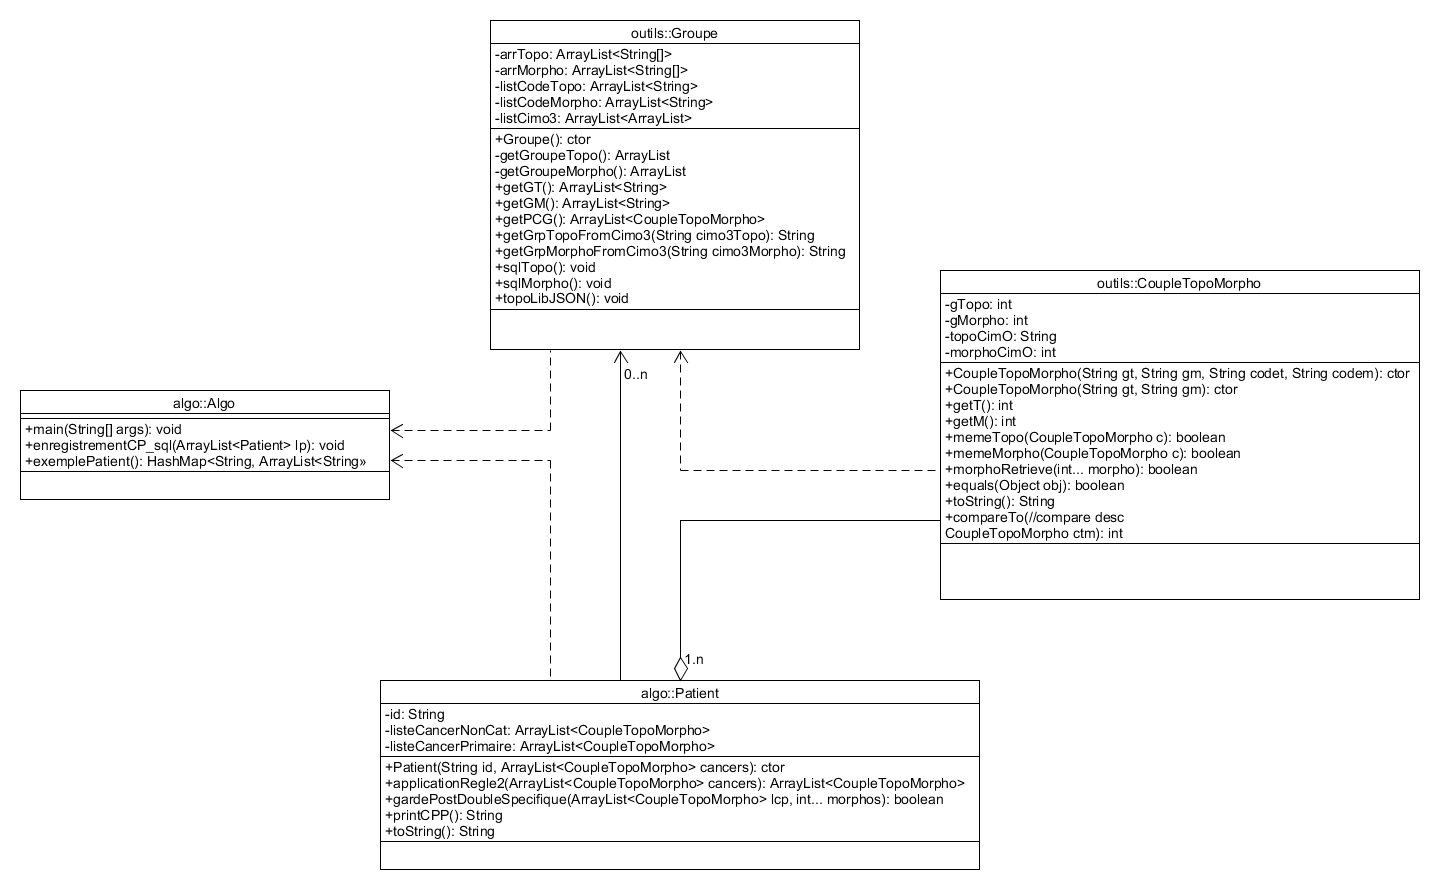 outils::Groupe
-arrTopo: ArrayList<String[]>
-arrMorpho: ArrayList<String[]>
-listCodeTopo: ArrayList<String>
-listCodeMorpho: ArrayList<String>
-listCimo3: ArrayList<ArrayList>
+Groupe(): ctor
-getGroupeTopo(): ArrayList
-getGroupeMorpho(): ArrayList
+getGT(): ArrayList<String>
+getGM(): ArrayList<String>
+getPCG(): ArrayList<CoupleTopoMorpho>
+getGrpTopoFromCimo3(String cimo3Topo): String
+getGrpMorphoFromCimo3(String cimo3Morpho): String
+sqlTopo(): void
+sqlMorpho(): void
+topoLibJSON(): void
outils::CoupleTopoMorpho
-gTopo: int
-gMorpho: int
-topoCimO: String
-morphoCimO: int
+CoupleTopoMorpho(String gt, String gm, String codet, String codem): ctor
+CoupleTopoMorpho(String gt, String gm): ctor
+getT(): int
+getM(): int
+memeTopo(CoupleTopoMorpho c): boolean
+memeMorpho(CoupleTopoMorpho c): boolean
+morphoRetrieve(int... morpho): boolean
+equals(Object obj): boolean
+toString(): String
+compareTo(//compare desc
CoupleTopoMorpho ctm): int
0..n
algo::Algo
+main(String[] args): void
+enregistrementCP_sql(ArrayList<Patient> lp): void
+exemplePatient(): HashMap<String, ArrayList<String»
1.n
algo::Patient
-id: String
-listeCancerNonCat: ArrayList<CoupleTopoMorpho>
-listeCancerPrimaire: ArrayList<CoupleTopoMorpho>
+Patient(String id, ArrayList<CoupleTopoMorpho> cancers): ctor
+applicationRegle2(ArrayList<CoupleTopoMorpho> cancers): ArrayList<CoupleTopoMorpho>
+gardePostDoubleSpecifique(ArrayList<CoupleTopoMorpho> lcp, int... morphos): boolean
+printCPP(): String
+toString(): String